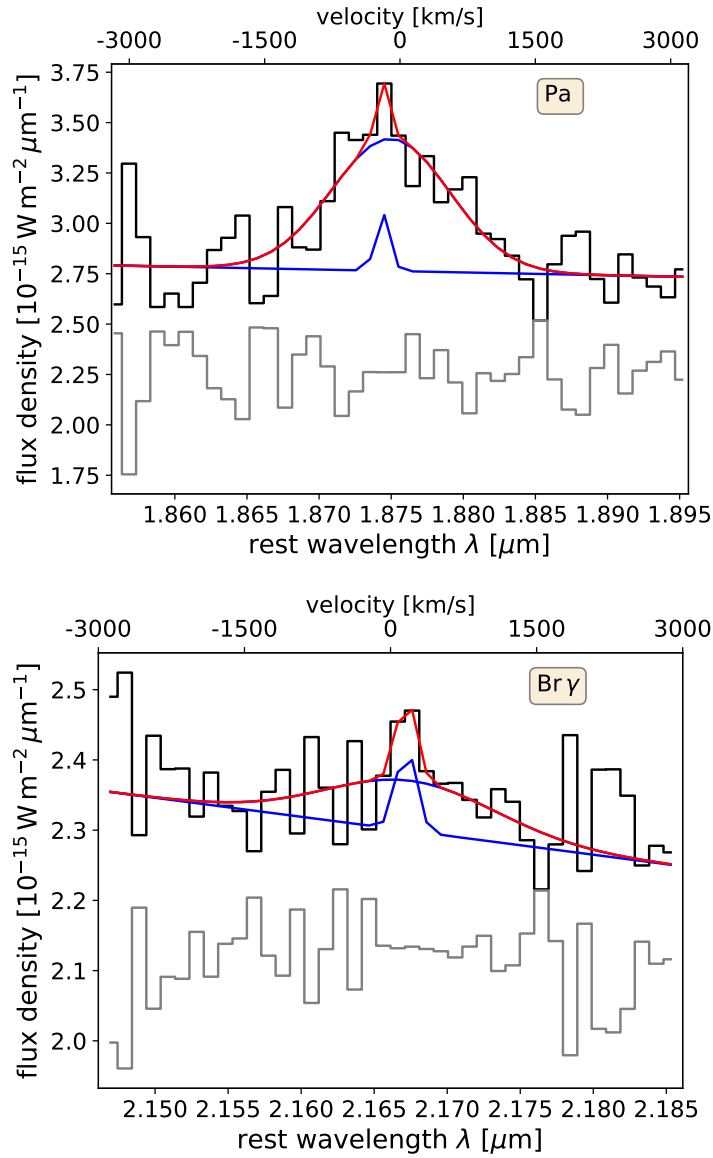 velocity [km/s]
-3000 -1500 0 1500 3000
Pa
3.75
3.50
3.25
3.00
2.75
2.50
2.25
2.00
1.75
flux density [10⁻¹⁵ W m⁻² μm⁻¹]
1.860 1.865 1.870 1.875 1.880 1.885 1.890 1.895
rest wavelength λ [μm]
velocity [km/s]
-3000 -1500 0 1500 3000
Br γ
2.5
2.4
2.3
2.2
2.1
2.0
flux density [10⁻¹⁵ W m⁻² μm⁻¹]
2.150 2.155 2.160 2.165 2.170 2.175 2.180 2.185
rest wavelength λ [μm]